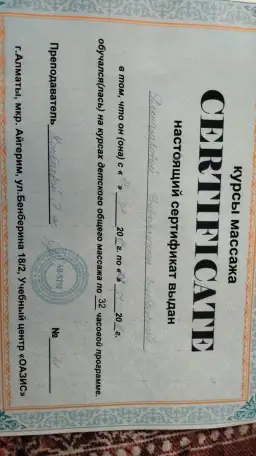 курсы массажа
CERTIFICATE
настоящий сертификат выдан
в том, что он (она) с « » 20 г. по « » 20 г.
обучался(лась) на курсах детского общего массажа по 32 часовой программе.
Преподаватель №
г.Алматы, мкр. Айгерим, ул.Бенберина 18/2, Учебный центр «ОАЗИС»